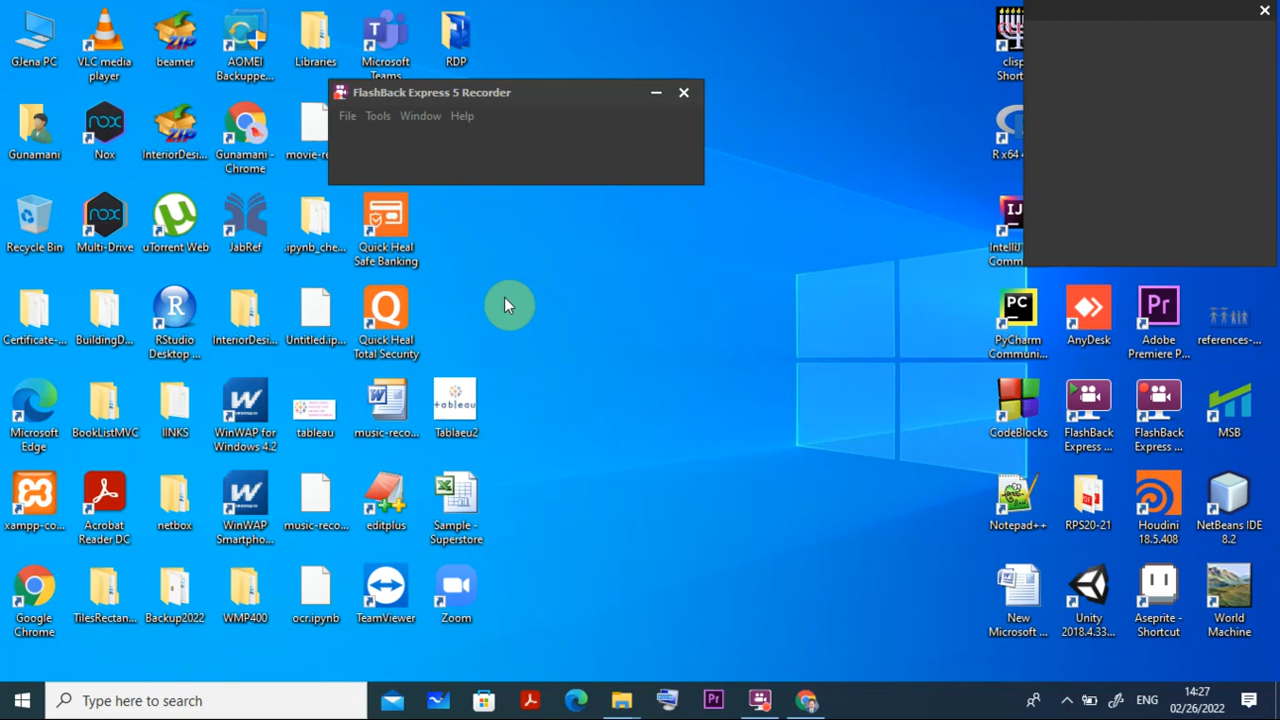 GJena PC
VLC media
player
beamer
AOMEI
Backuppe...
Libraries
Microsoft
Teams
RDP
clisp
Short
FlashBack Express 5 Recorder
File Tools Window Help
Gunamani
Nox
InteriorDesi...
Gunamani -
Chrome
movie-re
R x64 4
Recycle Bin
Multi-Drive
uTorrent Web
JabRef
.ipynb_che...
Quick Heal
Safe Banking
IntelliJ
Comm
Certificate-...
BuildingD...
RStudio
Desktop ...
InteriorDesi...
Untitled.ip...
Quick Heal
Total Security
PyCharm
Communi...
AnyDesk
Adobe
Premiere P...
references-...
Microsoft
Edge
BookListMVC
IINKS
WinWAP for
Windows 4.2
tableau
music-reco...
Tablaeu2
CodeBlocks
FlashBack
Express ...
FlashBack
Express ...
MSB
xampp-co...
Acrobat
Reader DC
netbox
WinWAP
Smartpho...
music-reco...
editplus
Sample -
Superstore
Notepad++
RPS20-21
Houdini
18.5.408
NetBeans IDE
8.2
Google
Chrome
TilesRectan...
Backup2022
WMP400
ocr.ipynb
TeamViewer
Zoom
New
Microsoft ...
Unity
2018.4.33...
Aseprite -
Shortcut
World
Machine
Type here to search
ENG
14:27
02/26/2022